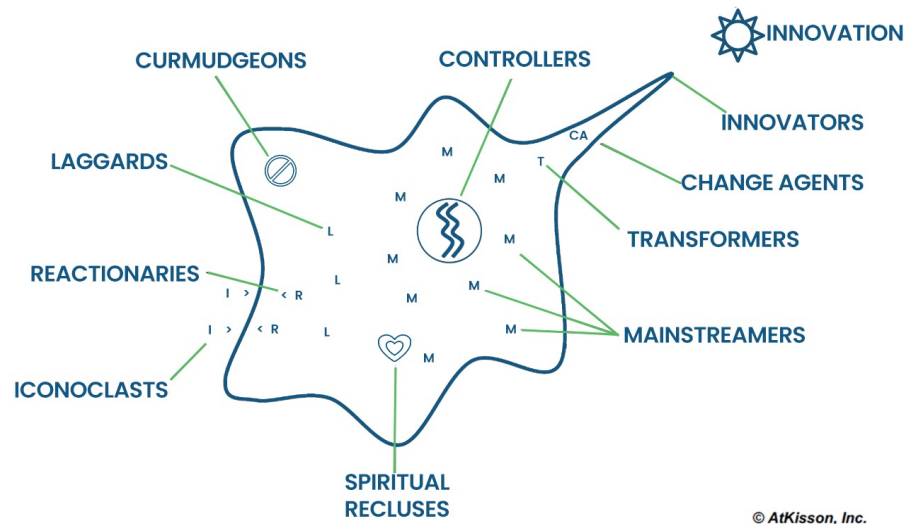 INNOVATION
CURMUDGEONS
CONTROLLERS
INNOVATORS
CA
M
T
LAGGARDS
M
CHANGE AGENTS
M
L
M
TRANSFORMERS
M
REACTIONARIES
L
M
I > < R
M
I > < R
L
M
MAINSTREAMERS
M
ICONOCLASTS
SPIRITUAL
RECLUSES
© AtKisson, Inc.